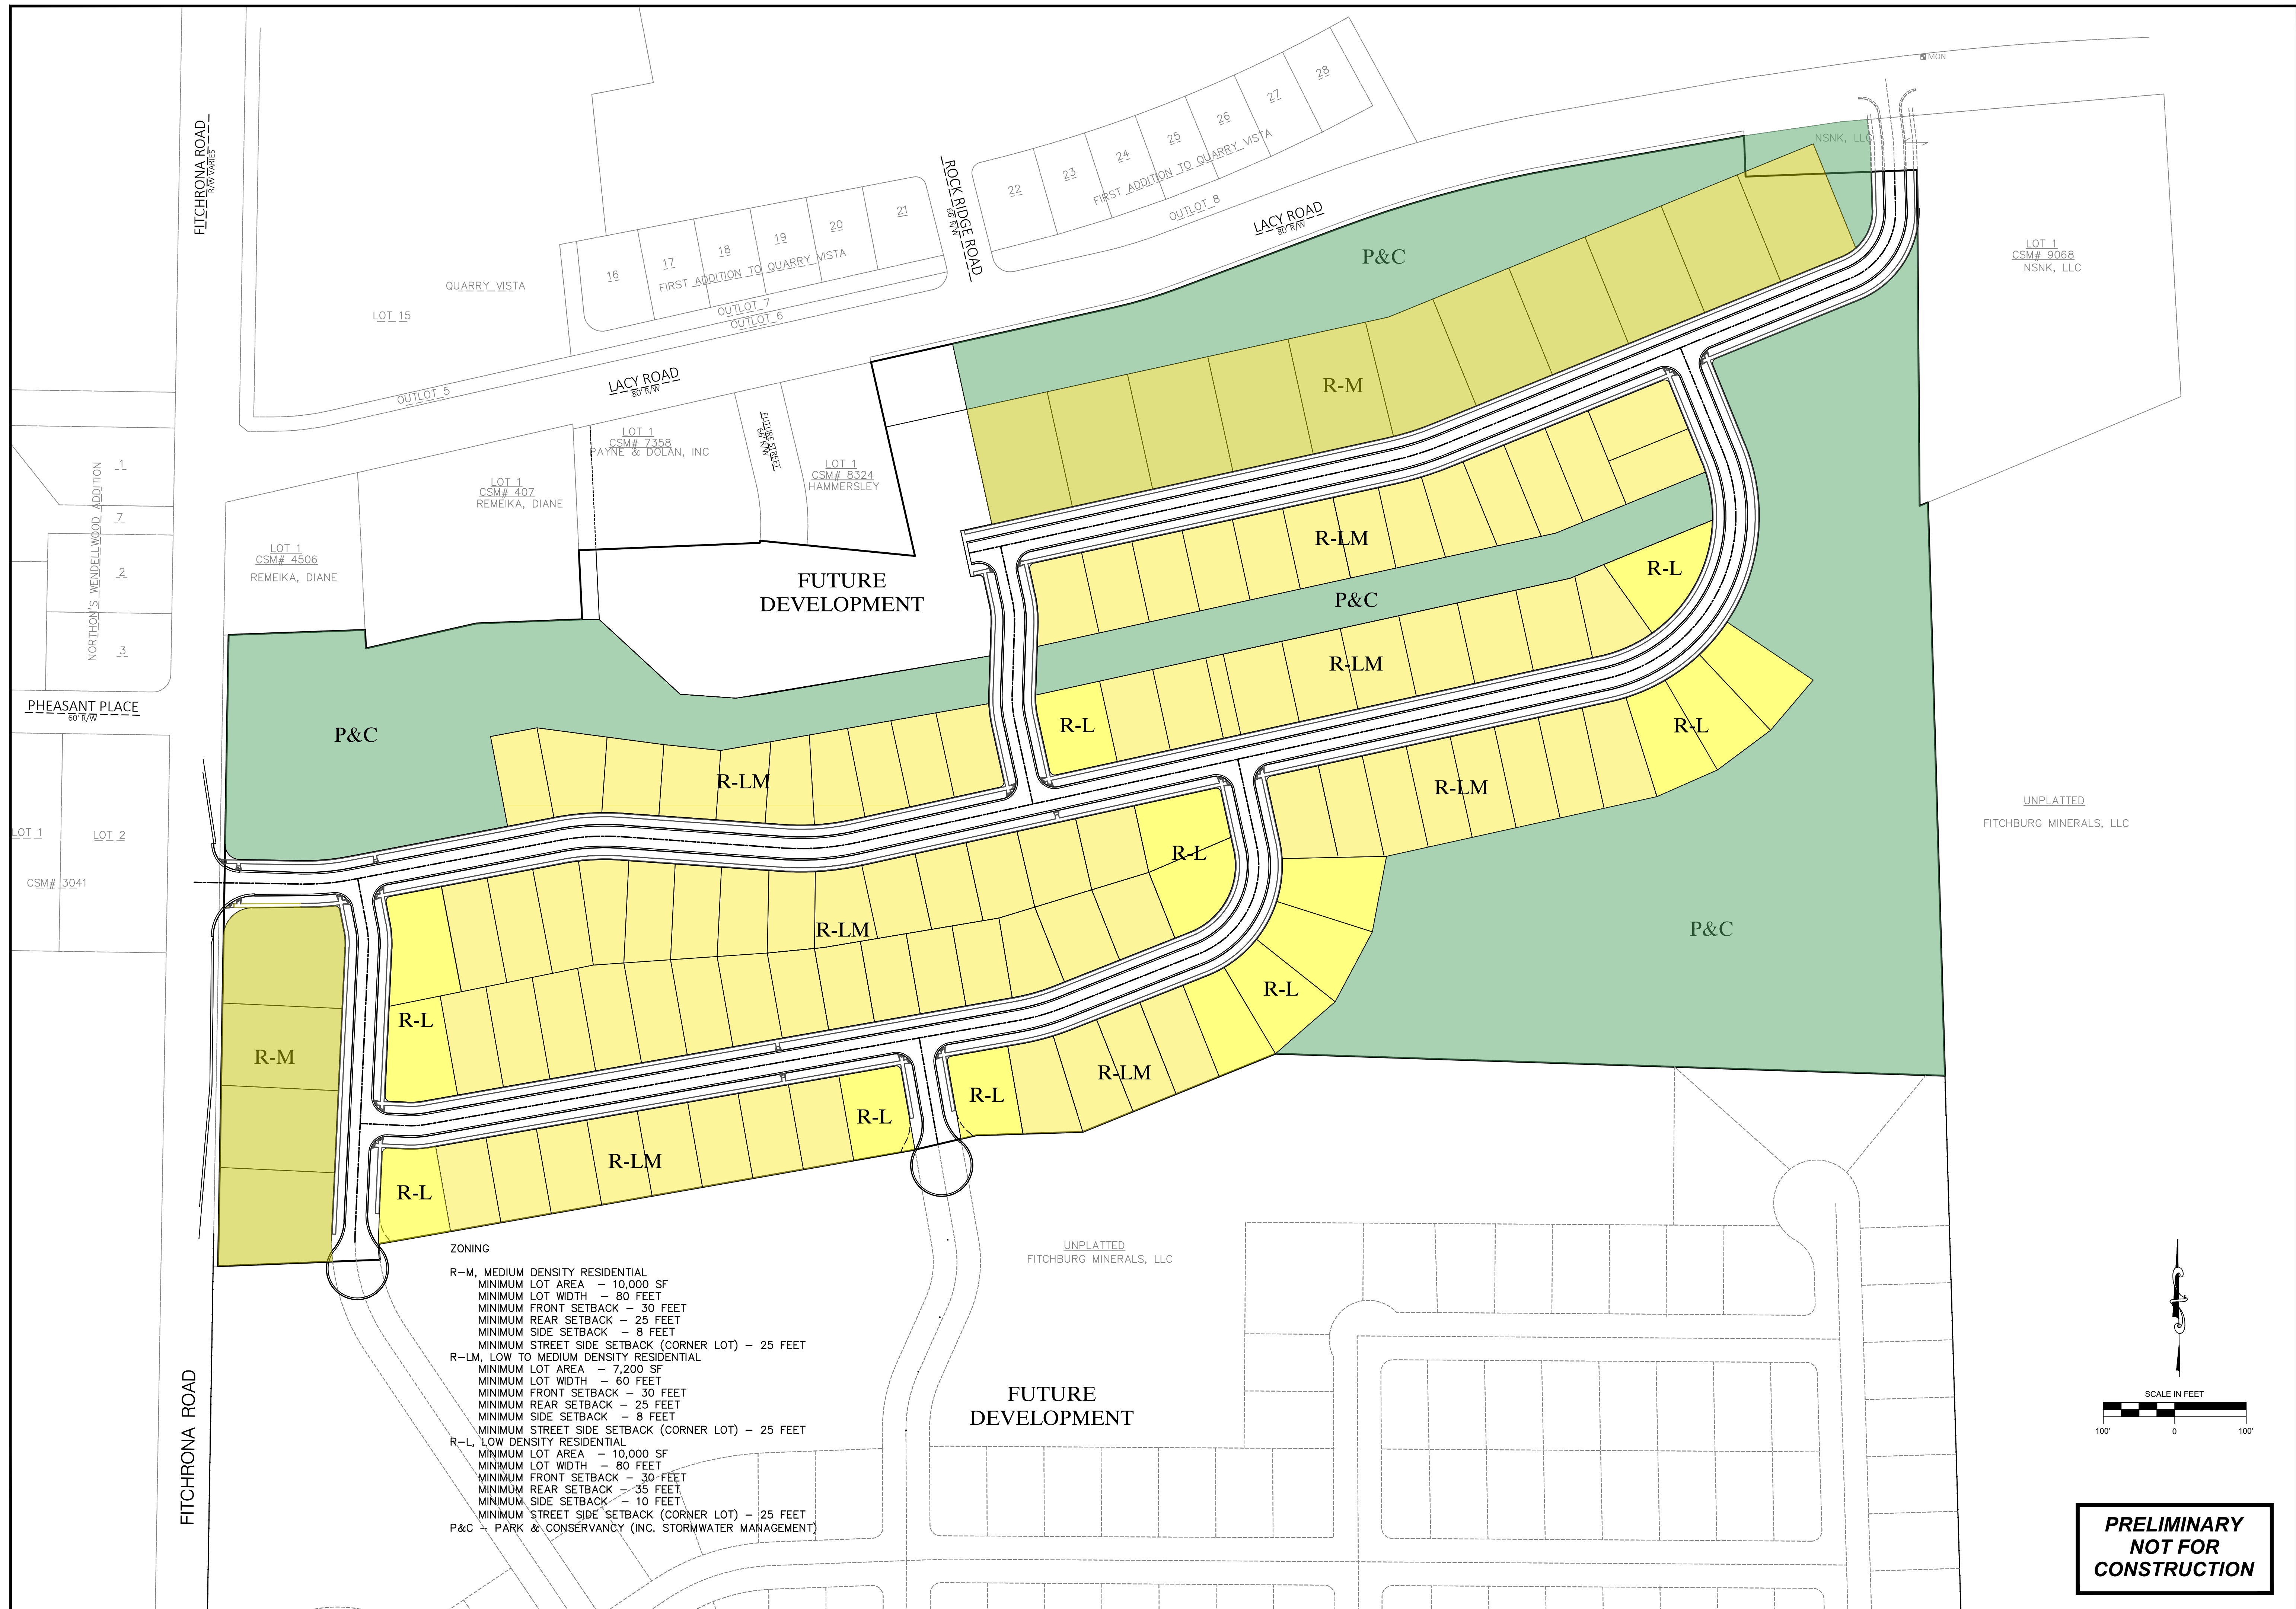 MON
NSNK, LLC
FITCHRONA ROAD
R/W VARIES
28
27
26
25
24
23
22
FIRST ADDITION TO QUARRY VISTA
OUTLOT 8
ROCK RIDGE ROAD
66' R/W
LACY ROAD
80' R/W
21
20
19
18
17
16
FIRST ADDITION TO QUARRY VISTA
OUTLOT 7
OUTLOT 6
QUARRY VISTA
LOT 15
OUTLOT 5
LACY ROAD
80' R/W
P&C
LOT 1
CSM# 9068
NSNK, LLC
R-M
FUTURE STREET
66' R/W
LOT 1
CSM# 7358
PAYNE & DOLAN, INC
LOT 1
CSM# 8324
HAMMERSLEY
LOT 1
CSM# 407
REMEIKA, DIANE
LOT 1
CSM# 4506
REMEIKA, DIANE
NORTHON'S WENDELLWOOD ADDITION
1
7
2
3
PHEASANT PLACE
60' R/W
FUTURE
DEVELOPMENT
R-LM
R-L
P&C
R-LM
R-L
R-L
P&C
R-LM
R-LM
UNPLATTED
FITCHBURG MINERALS, LLC
LOT 1
LOT 2
CSM# 3041
R-L
R-LM
P&C
R-L
R-L
R-M
R-LM
R-L
R-L
R-LM
R-L
ZONING
R-M, MEDIUM DENSITY RESIDENTIAL
MINIMUM LOT AREA - 10,000 SF
MINIMUM LOT WIDTH - 80 FEET
MINIMUM FRONT SETBACK - 30 FEET
MINIMUM REAR SETBACK - 25 FEET
MINIMUM SIDE SETBACK - 8 FEET
MINIMUM STREET SIDE SETBACK (CORNER LOT) - 25 FEET
R-LM, LOW TO MEDIUM DENSITY RESIDENTIAL
MINIMUM LOT AREA - 7,200 SF
MINIMUM LOT WIDTH - 60 FEET
MINIMUM FRONT SETBACK - 30 FEET
MINIMUM REAR SETBACK - 25 FEET
MINIMUM SIDE SETBACK - 8 FEET
MINIMUM STREET SIDE SETBACK (CORNER LOT) - 25 FEET
R-L, LOW DENSITY RESIDENTIAL
MINIMUM LOT AREA - 10,000 SF
MINIMUM LOT WIDTH - 80 FEET
MINIMUM FRONT SETBACK - 30 FEET
MINIMUM REAR SETBACK - 35 FEET
MINIMUM SIDE SETBACK - 10 FEET
MINIMUM STREET SIDE SETBACK (CORNER LOT) - 25 FEET
P&C - PARK & CONSERVANCY (INC. STORMWATER MANAGEMENT)
UNPLATTED
FITCHBURG MINERALS, LLC
FUTURE
DEVELOPMENT
FITCHRONA ROAD
SCALE IN FEET
100' 0 100'
PRELIMINARY
NOT FOR
CONSTRUCTION